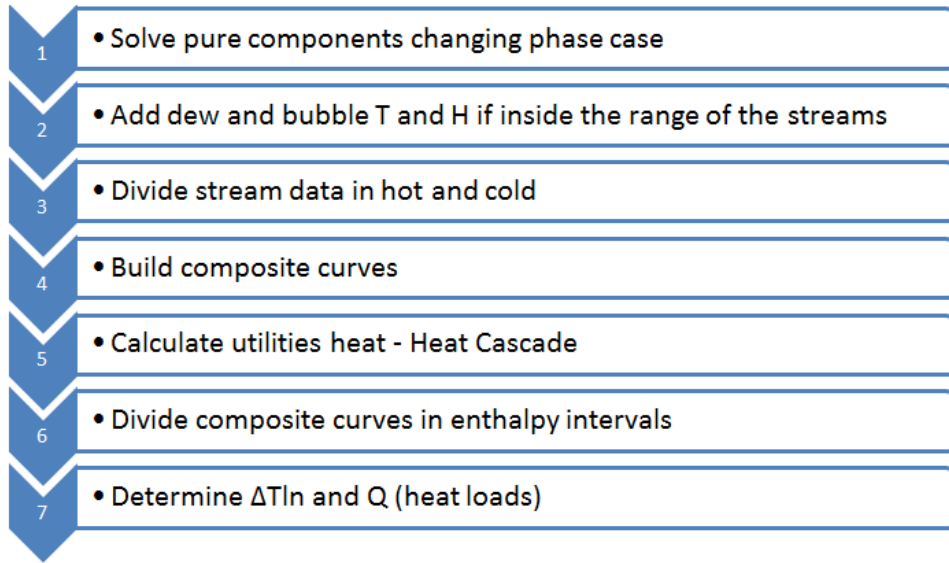 1 • Solve pure components changing phase case
2 • Add dew and bubble T and H if inside the range of the streams
3 • Divide stream data in hot and cold
4 • Build composite curves
5 • Calculate utilities heat - Heat Cascade
6 • Divide composite curves in enthalpy intervals
7 • Determine ΔTln and Q (heat loads)